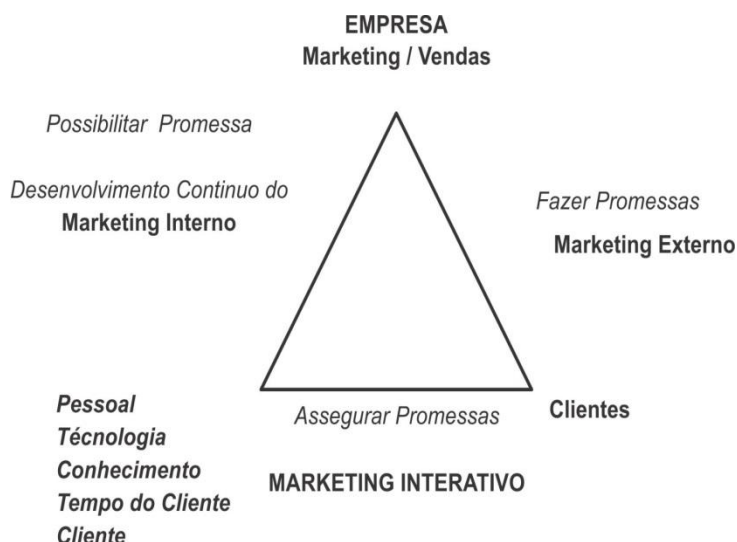 EMPRESA
Marketing / Vendas
Possibilitar Promessa
Desenvolvimento Continuo do
Marketing Interno
Fazer Promessas
Marketing Externo
Pessoal
Técnologia
Conhecimento
Tempo do Cliente
Cliente
Assegurar Promessas
MARKETING INTERATIVO
Clientes